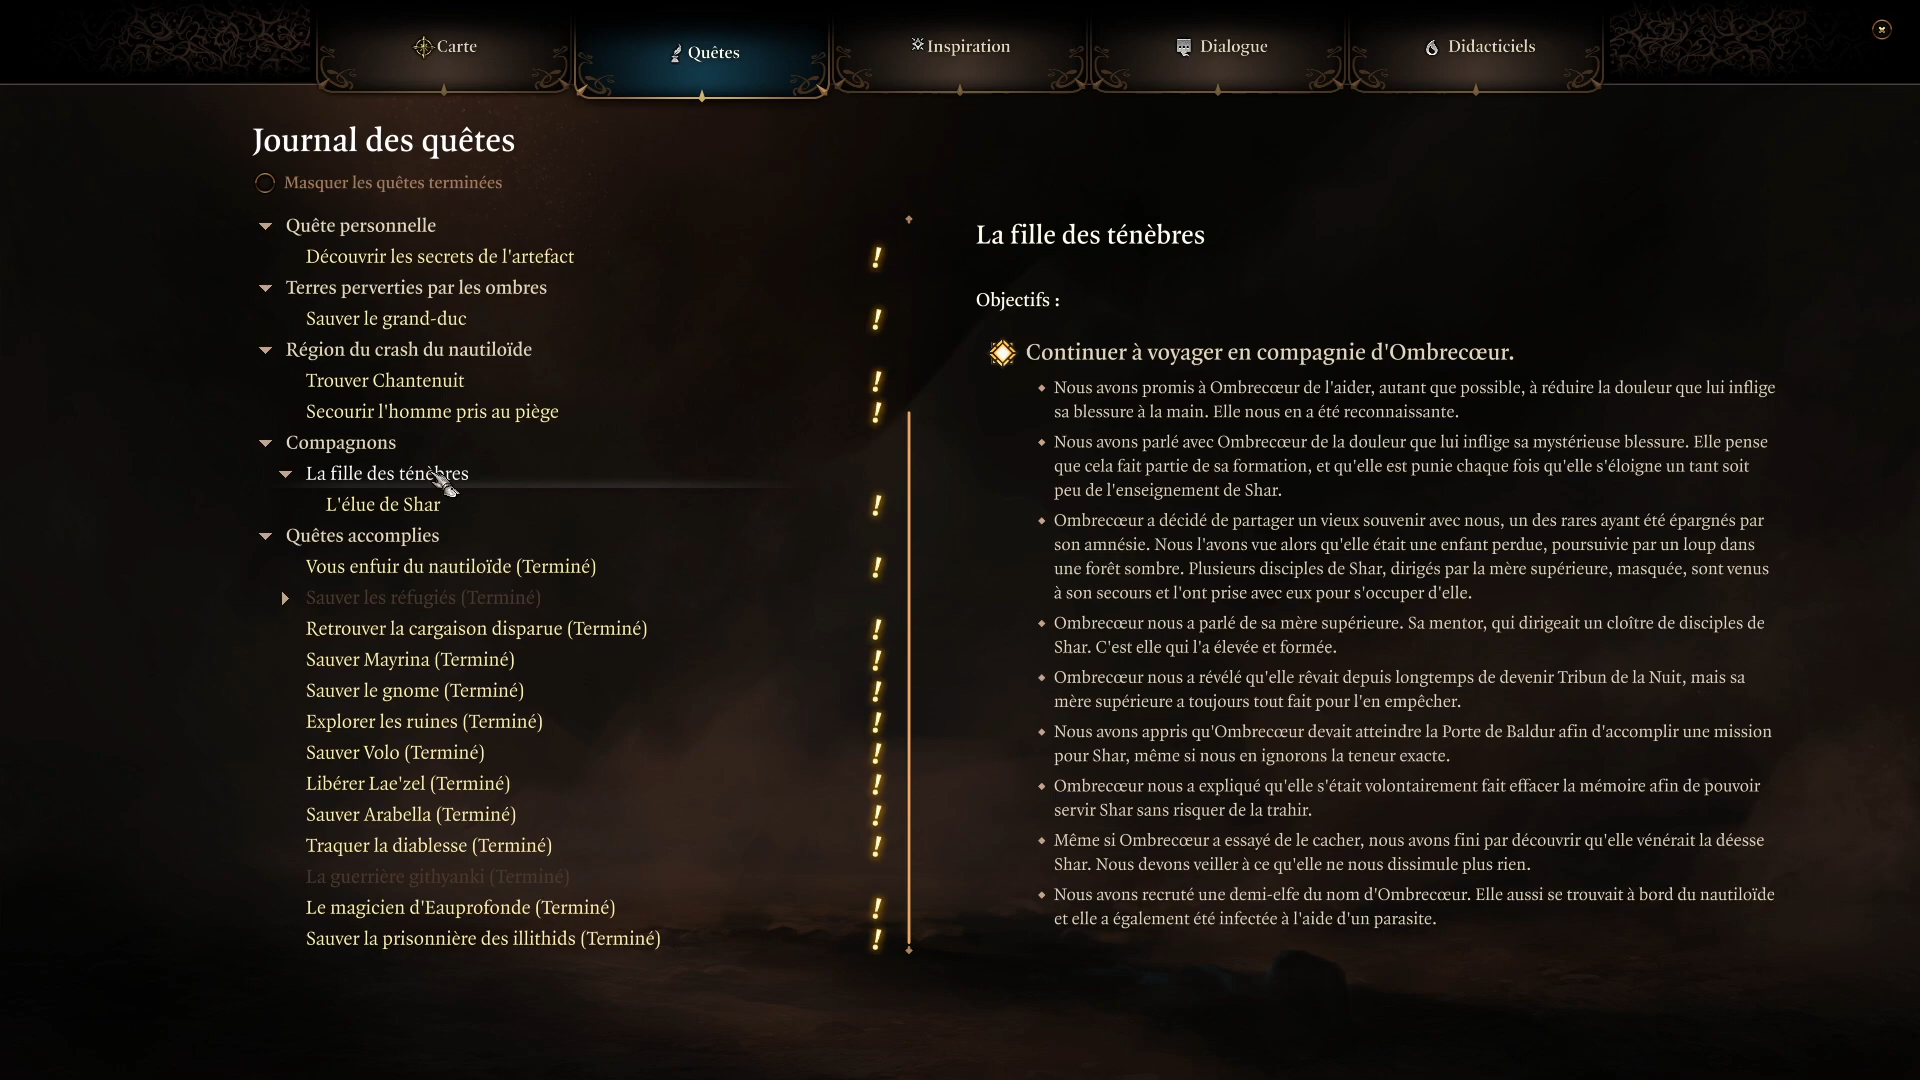 Carte
Quêtes
Inspiration
Dialogue
Didacticiels
Journal des quêtes
Masquer les quêtes terminées
Quête personnelle
Découvrir les secrets de l'artefact
Terres perverties par les ombres
Sauver le grand-duc
Région du crash du nautiloïde
Trouver Chantenuit
Secourir l'homme pris au piège
Compagnons
La fille des ténèbres
L'élue de Shar
Quêtes accomplies
Vous enfuir du nautiloïde (Terminé)
Sauver les réfugiés (Terminé)
Retrouver la cargaison disparue (Terminé)
Sauver Mayrina (Terminé)
Sauver le gnome (Terminé)
Explorer les ruines (Terminé)
Sauver Volo (Terminé)
Libérer Lae'zel (Terminé)
Sauver Arabella (Terminé)
Traquer la diablesse (Terminé)
La guerrière githyanki (Terminé)
Le magicien d'Eauprofonde (Terminé)
Sauver la prisonnière des illithids (Terminé)
La fille des ténèbres
Objectifs :
Continuer à voyager en compagnie d'Ombrecœur.
Nous avons promis à Ombrecœur de l'aider, autant que possible, à réduire la douleur que lui inflige
sa blessure à la main. Elle nous en a été reconnaissante.
Nous avons parlé avec Ombrecœur de la douleur que lui inflige sa mystérieuse blessure. Elle pense
que cela fait partie de sa formation, et qu'elle est punie chaque fois qu'elle s'éloigne un tant soit
peu de l'enseignement de Shar.
Ombrecœur a décidé de partager un vieux souvenir avec nous, un des rares ayant été épargnés par
son amnésie. Nous l'avons vue alors qu'elle était une enfant perdue, poursuivie par un loup dans
une forêt sombre. Plusieurs disciples de Shar, dirigés par la mère supérieure, masquée, sont venus
à son secours et l'ont prise avec eux pour s'occuper d'elle.
Ombrecœur nous a parlé de sa mère supérieure. Sa mentor, qui dirigeait un cloître de disciples de
Shar. C'est elle qui l'a élevée et formée.
Ombrecœur nous a révélé qu'elle rêvait depuis longtemps de devenir Tribun de la Nuit, mais sa
mère supérieure a toujours tout fait pour l'en empêcher.
Nous avons appris qu'Ombrecœur devait atteindre la Porte de Baldur afin d'accomplir une mission
pour Shar, même si nous en ignorons la teneur exacte.
Ombrecœur nous a expliqué qu'elle s'était volontairement fait effacer la mémoire afin de pouvoir
servir Shar sans risquer de la trahir.
Même si Ombrecœur a essayé de le cacher, nous avons fini par découvrir qu'elle vénérait la déesse
Shar. Nous devons veiller à ce qu'elle ne nous dissimule plus rien.
Nous avons recruté une demi-elfe du nom d'Ombrecœur. Elle aussi se trouvait à bord du nautiloïde
et elle a également été infectée à l'aide d'un parasite.